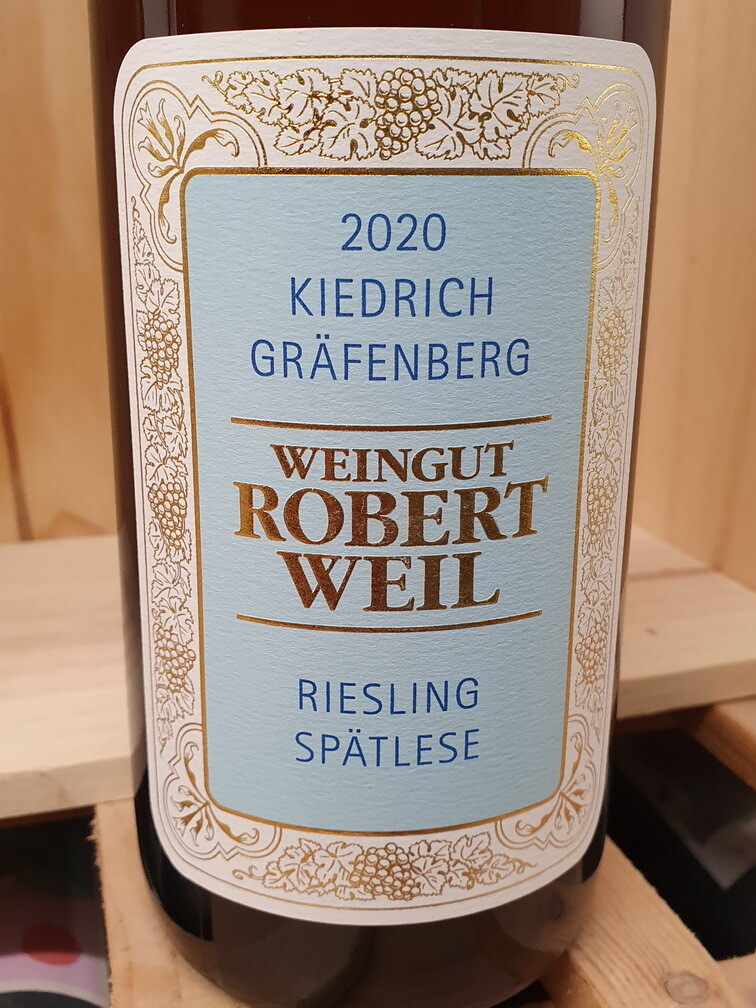 2020
KIEDRICH
GRÄFENBERG
WEINGUT
ROBERT
WEIL
RIESLING
SPÄTLESE